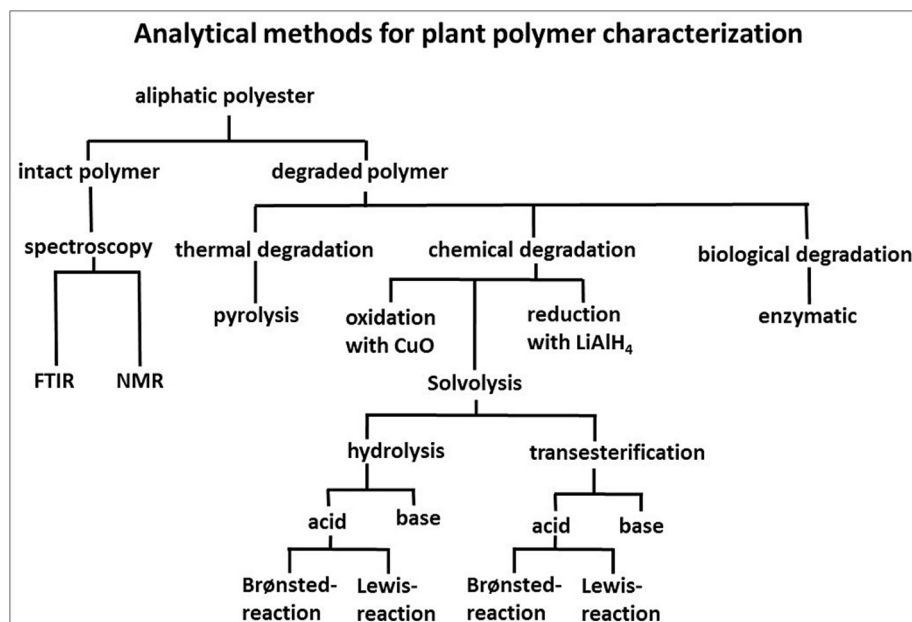 Analytical methods for plant polymer characterization
aliphatic polyester
intact polymer
degraded polymer
spectroscopy
thermal degradation
chemical degradation
biological degradation
pyrolysis
oxidation
with CuO
reduction
with LiAlH₄
enzymatic
FTIR
NMR
Solvolysis
hydrolysis
transesterification
acid
base
acid
base
Brønsted-
reaction
Lewis-
reaction
Brønsted-
reaction
Lewis-
reaction